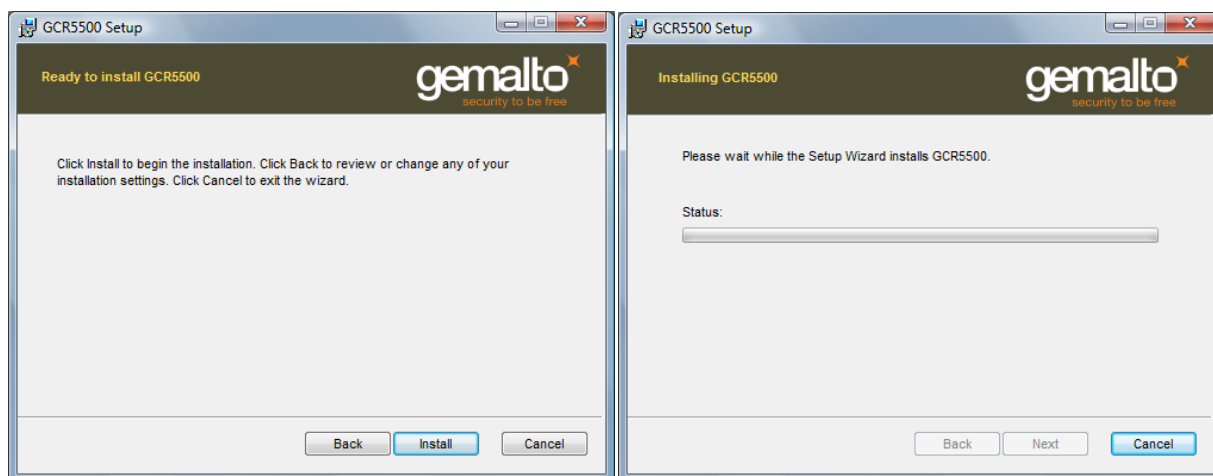 GCR5500 Setup
Ready to install GCR5500
gemalto
security to be free
Click Install to begin the installation. Click Back to review or change any of your
installation settings. Click Cancel to exit the wizard.
Back
Install
Cancel
GCR5500 Setup
Installing GCR5500
gemalto
security to be free
Please wait while the Setup Wizard installs GCR5500.
Status:
Back
Next
Cancel